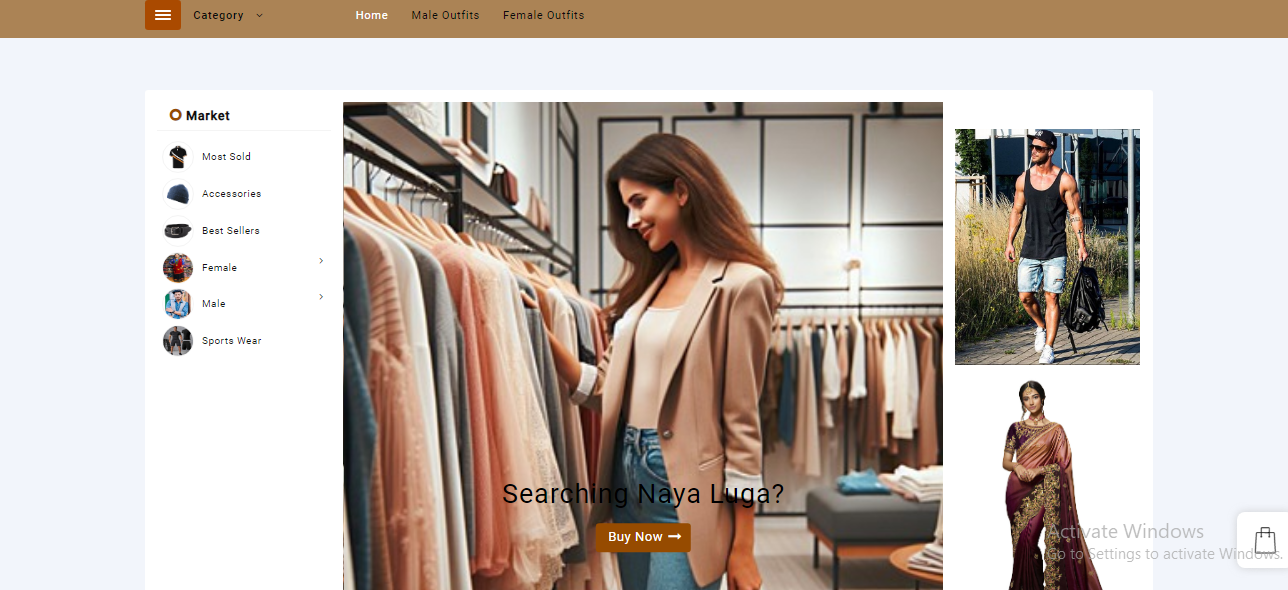 Category
Home
Male Outfits
Female Outfits
Market
Most Sold
Accessories
Best Sellers
Female
Male
Sports Wear
Searching Naya Luga?
Buy Now
Activate Windows
Go to Settings to activate Windows.